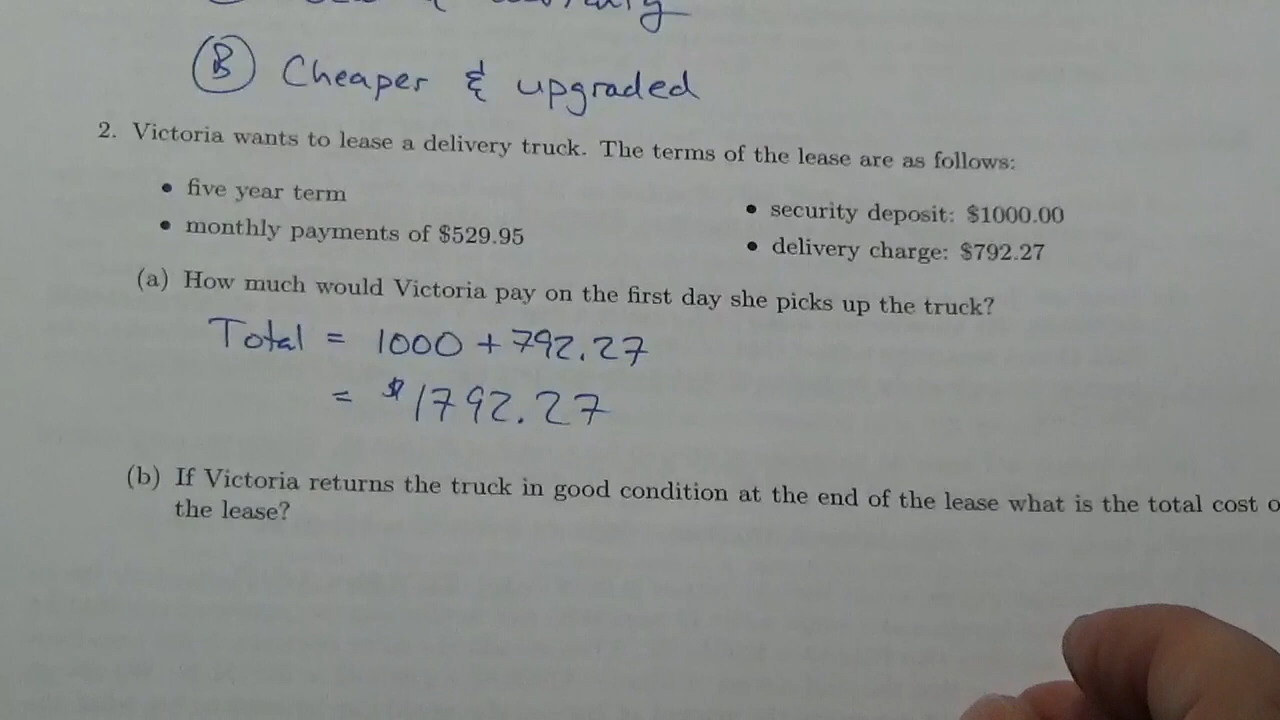 Ⓑ Cheaper & upgraded
2. Victoria wants to lease a delivery truck. The terms of the lease are as follows:
• five year term
• monthly payments of $529.95
• security deposit: $1000.00
• delivery charge: $792.27
(a) How much would Victoria pay on the first day she picks up the truck?
Total = 1000 + 792.27
= $1792.27
(b) If Victoria returns the truck in good condition at the end of the lease what is the total cost o
the lease?